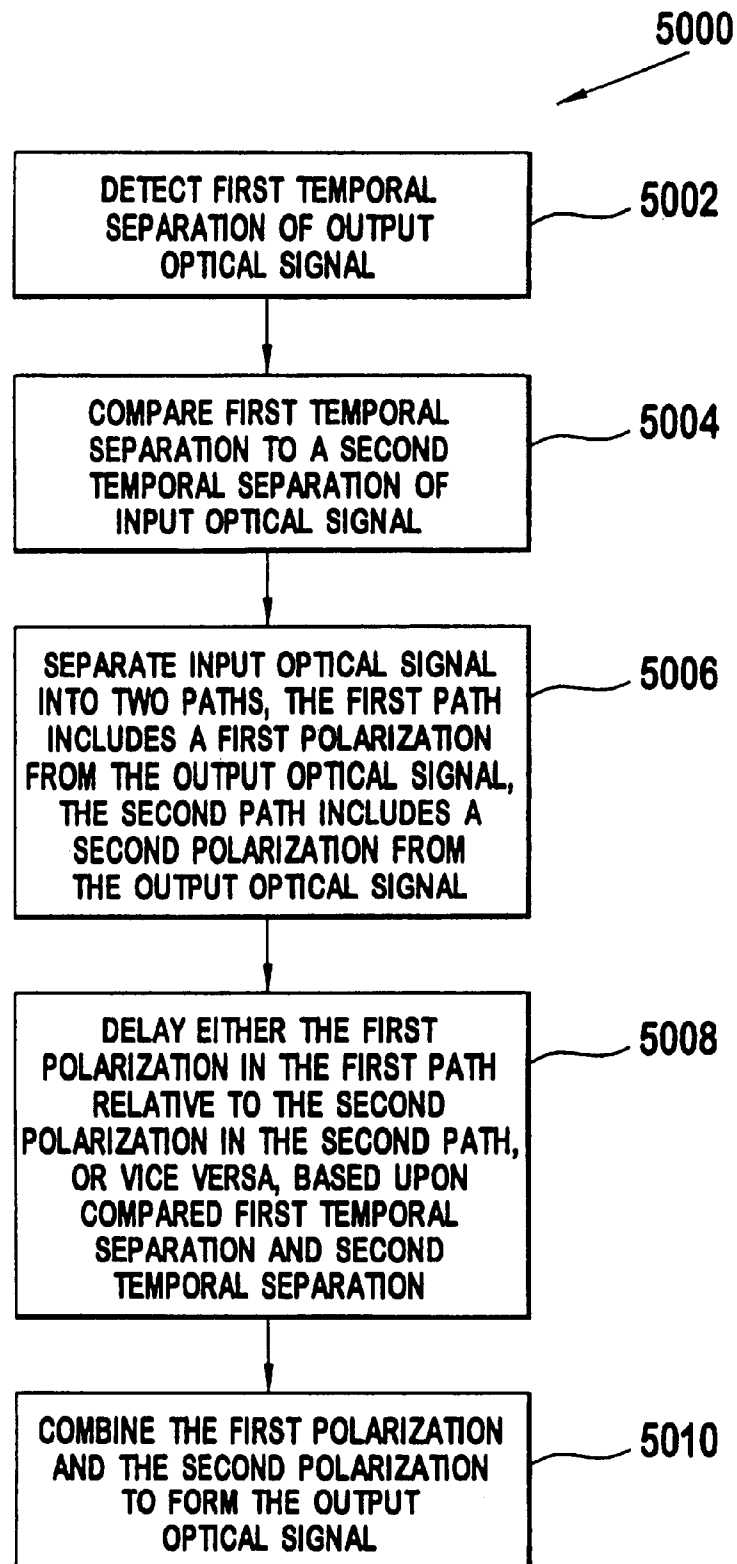 5000
DETECT FIRST TEMPORAL
SEPARATION OF OUTPUT
OPTICAL SIGNAL
5002
COMPARE FIRST TEMPORAL
SEPARATION TO A SECOND
TEMPORAL SEPARATION OF
INPUT OPTICAL SIGNAL
5004
SEPARATE INPUT OPTICAL SIGNAL
INTO TWO PATHS, THE FIRST PATH
INCLUDES A FIRST POLARIZATION
FROM THE OUTPUT OPTICAL SIGNAL,
THE SECOND PATH INCLUDES A
SECOND POLARIZATION FROM
THE OUTPUT OPTICAL SIGNAL
5006
DELAY EITHER THE FIRST
POLARIZATION IN THE FIRST PATH
RELATIVE TO THE SECOND
POLARIZATION IN THE SECOND PATH,
OR VICE VERSA, BASED UPON
COMPARED FIRST TEMPORAL
SEPARATION AND SECOND
TEMPORAL SEPARATION
5008
COMBINE THE FIRST POLARIZATION
AND THE SECOND POLARIZATION
TO FORM THE OUTPUT
OPTICAL SIGNAL
5010